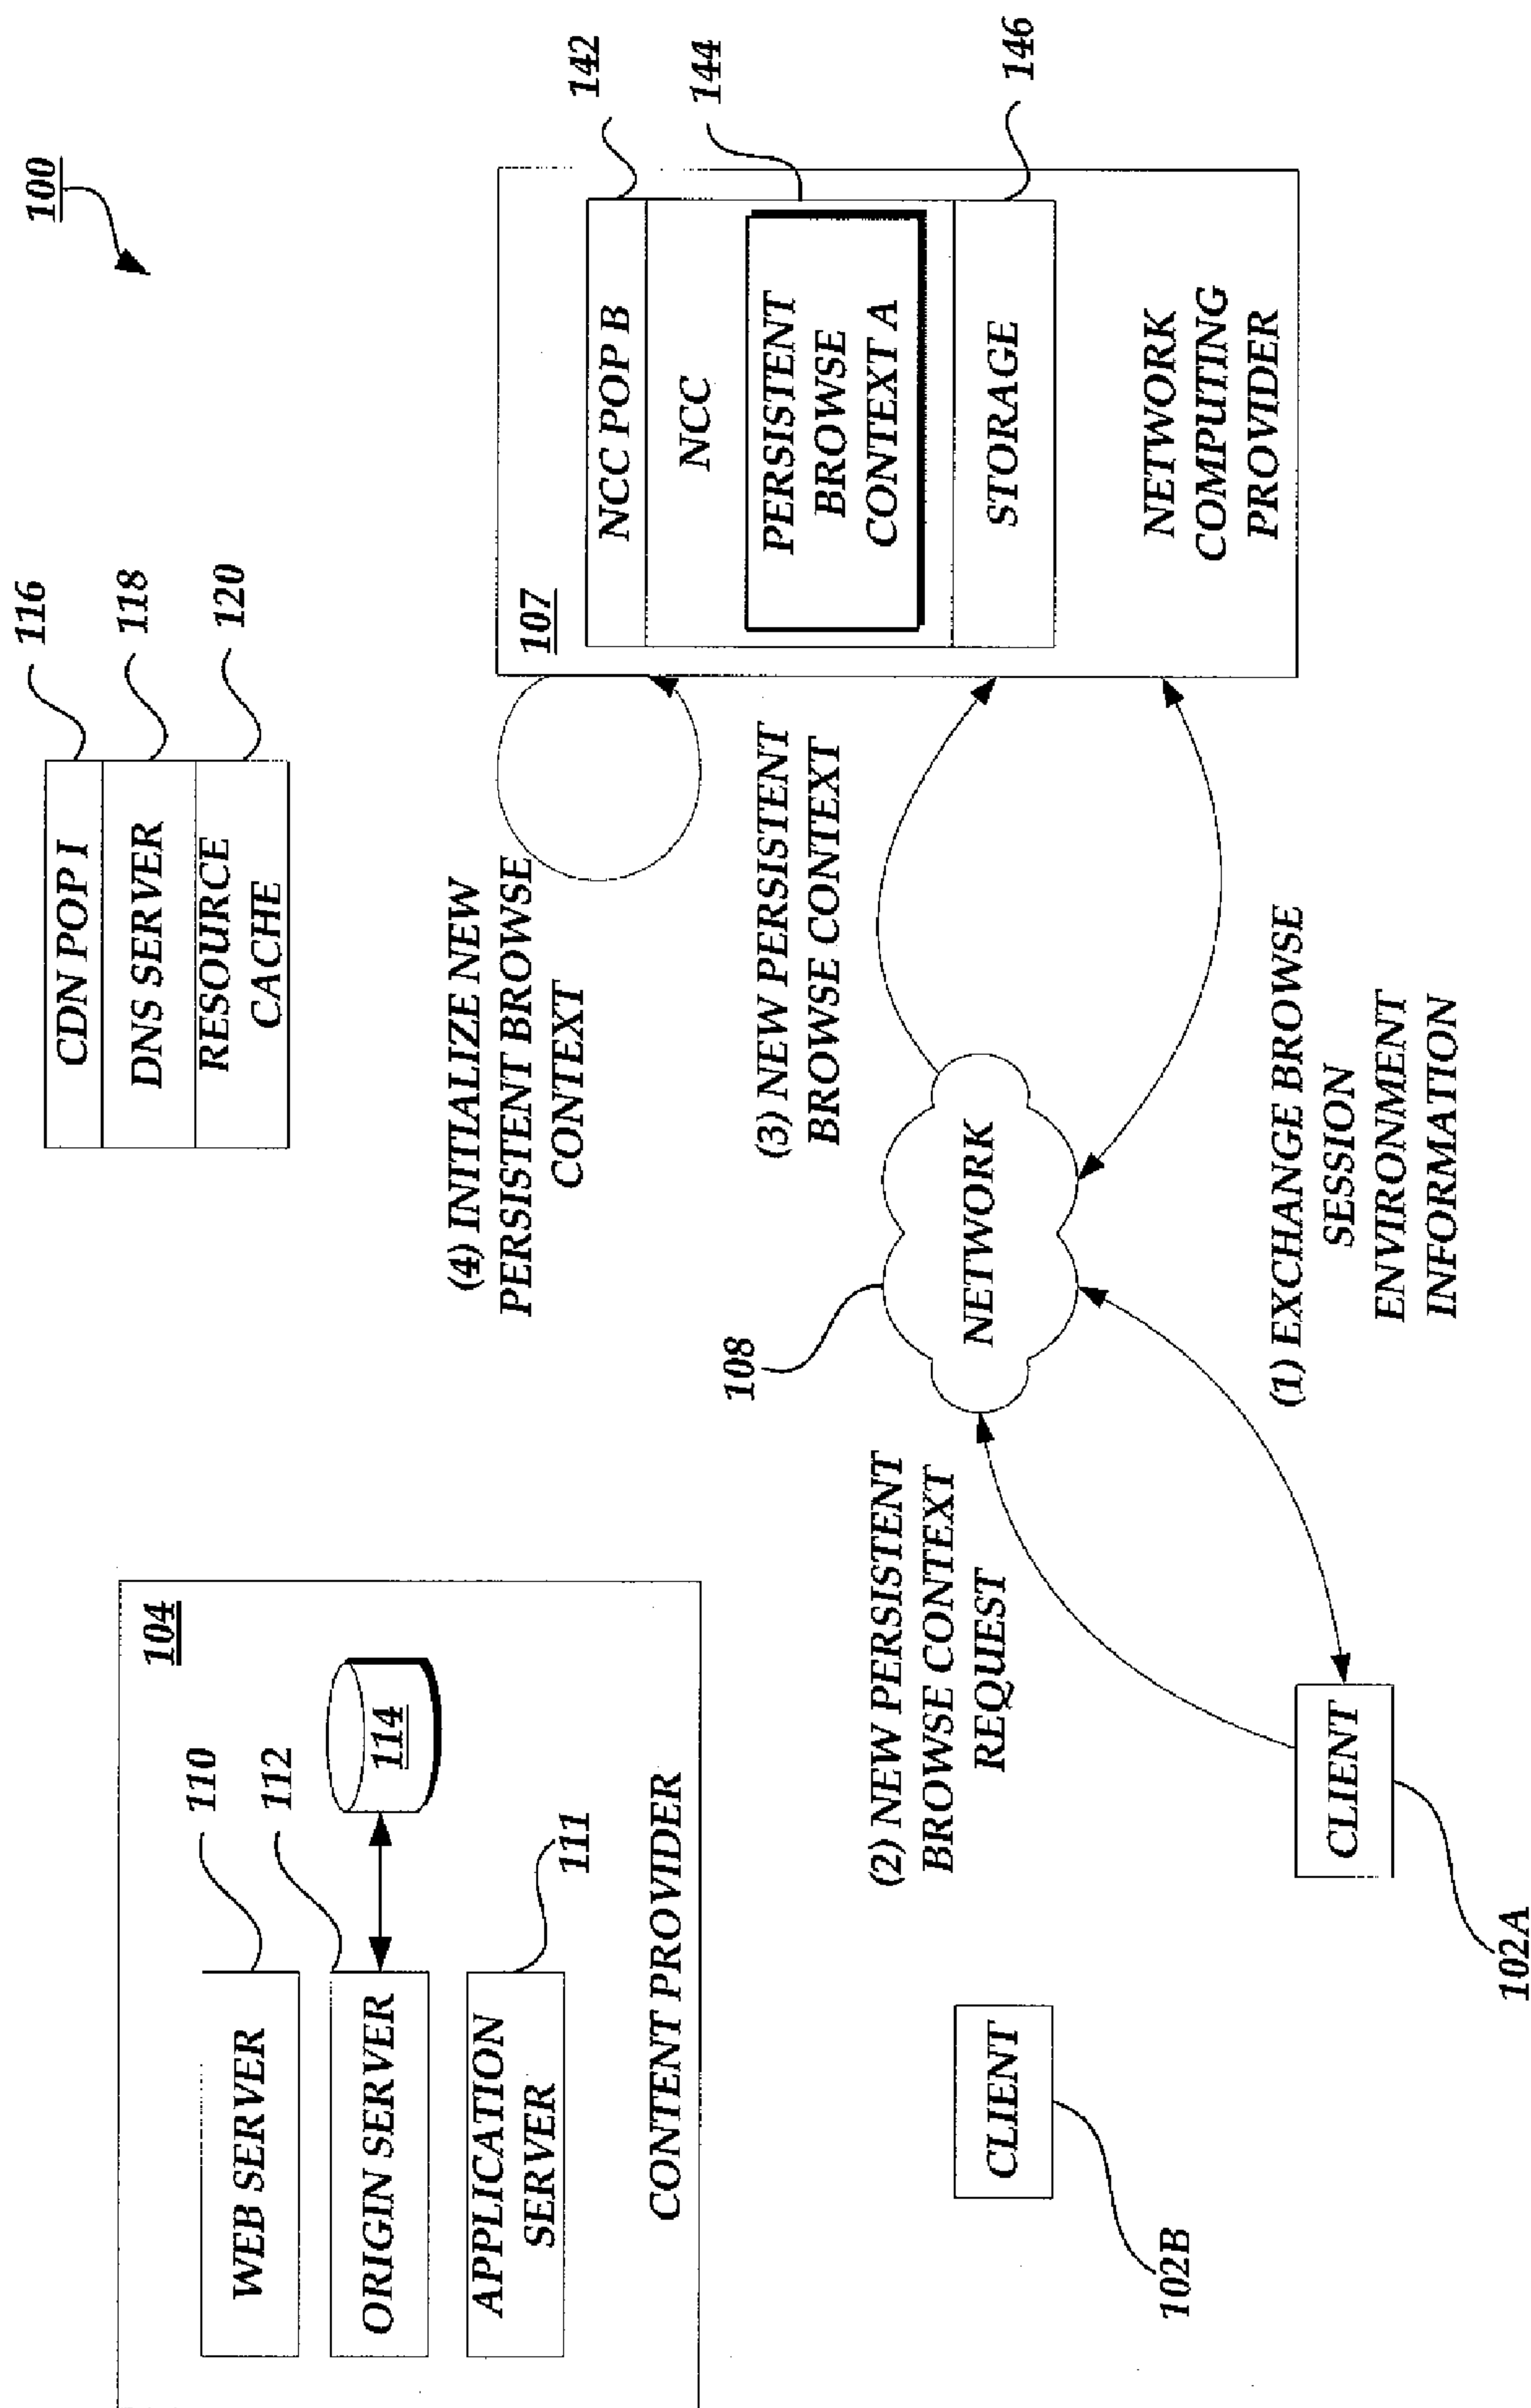 100
104
WEB SERVER
110
ORIGIN SERVER
112
114
APPLICATION
SERVER
111
CONTENT PROVIDER
CDN POP I
DNS SERVER
RESOURCE
CACHE
116
118
120
(4) INITIALIZE NEW
PERSISTENT BROWSE
CONTEXT
107
NCC POP B
NCC
PERSISTENT
BROWSE
CONTEXT A
STORAGE
NETWORK
COMPUTING
PROVIDER
142
144
146
(3) NEW PERSISTENT
BROWSE CONTEXT
108
NETWORK
(2) NEW PERSISTENT
BROWSE CONTEXT
REQUEST
(1) EXCHANGE BROWSE
SESSION
ENVIRONMENT
INFORMATION
CLIENT
102B
CLIENT
102A